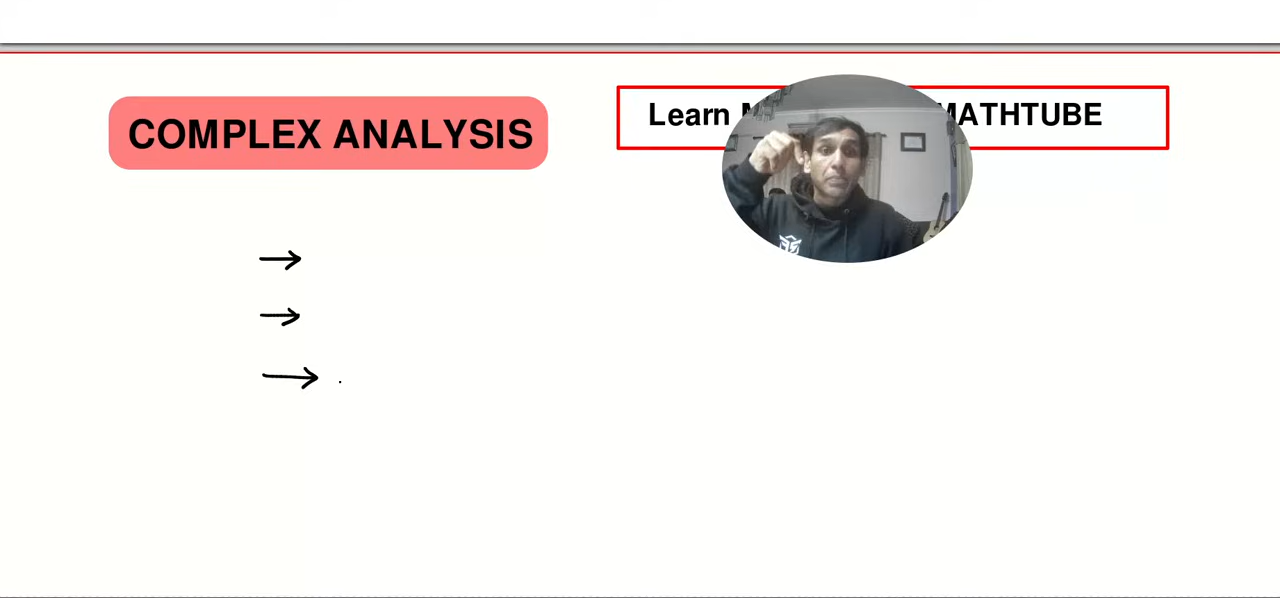 COMPLEX ANALYSIS
Learn MATHTUBE
→
→
→ .